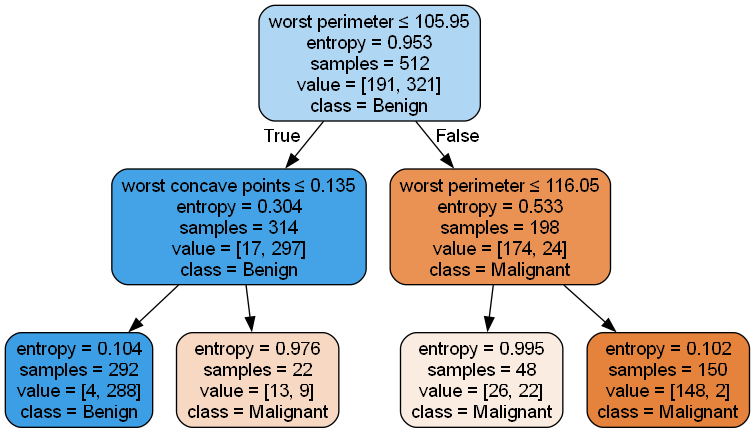 worst perimeter ≤ 105.95
entropy = 0.953
samples = 512
value = [191, 321]
class = Benign
True
False
worst concave points ≤ 0.135
entropy = 0.304
samples = 314
value = [17, 297]
class = Benign
worst perimeter ≤ 116.05
entropy = 0.533
samples = 198
value = [174, 24]
class = Malignant
entropy = 0.104
samples = 292
value = [4, 288]
class = Benign
entropy = 0.976
samples = 22
value = [13, 9]
class = Malignant
entropy = 0.995
samples = 48
value = [26, 22]
class = Malignant
entropy = 0.102
samples = 150
value = [148, 2]
class = Malignant